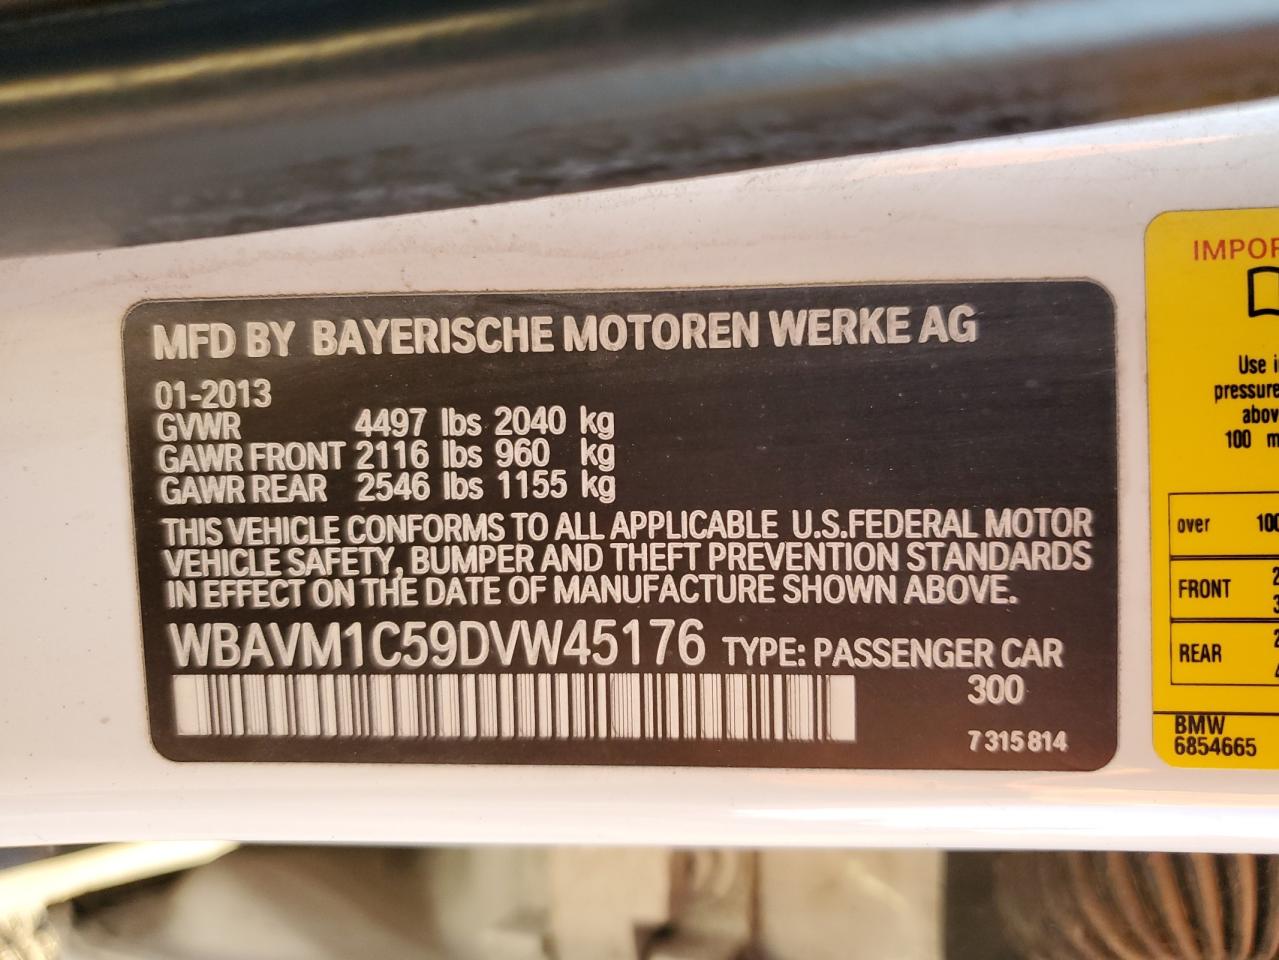 MFD BY BAYERISCHE MOTOREN WERKE AG
01-2013
GVWR 4497 lbs 2040 kg
GAWR FRONT 2116 lbs 960 kg
GAWR REAR 2546 lbs 1155 kg
THIS VEHICLE CONFORMS TO ALL APPLICABLE U.S.FEDERAL MOTOR
VEHICLE SAFETY, BUMPER AND THEFT PREVENTION STANDARDS
IN EFFECT ON THE DATE OF MANUFACTURE SHOWN ABOVE.
WBAVM1C59DVW45176 TYPE: PASSENGER CAR
300
7 315 814
Use
pressure
100
over
FRONT
REAR
BMW
6854665